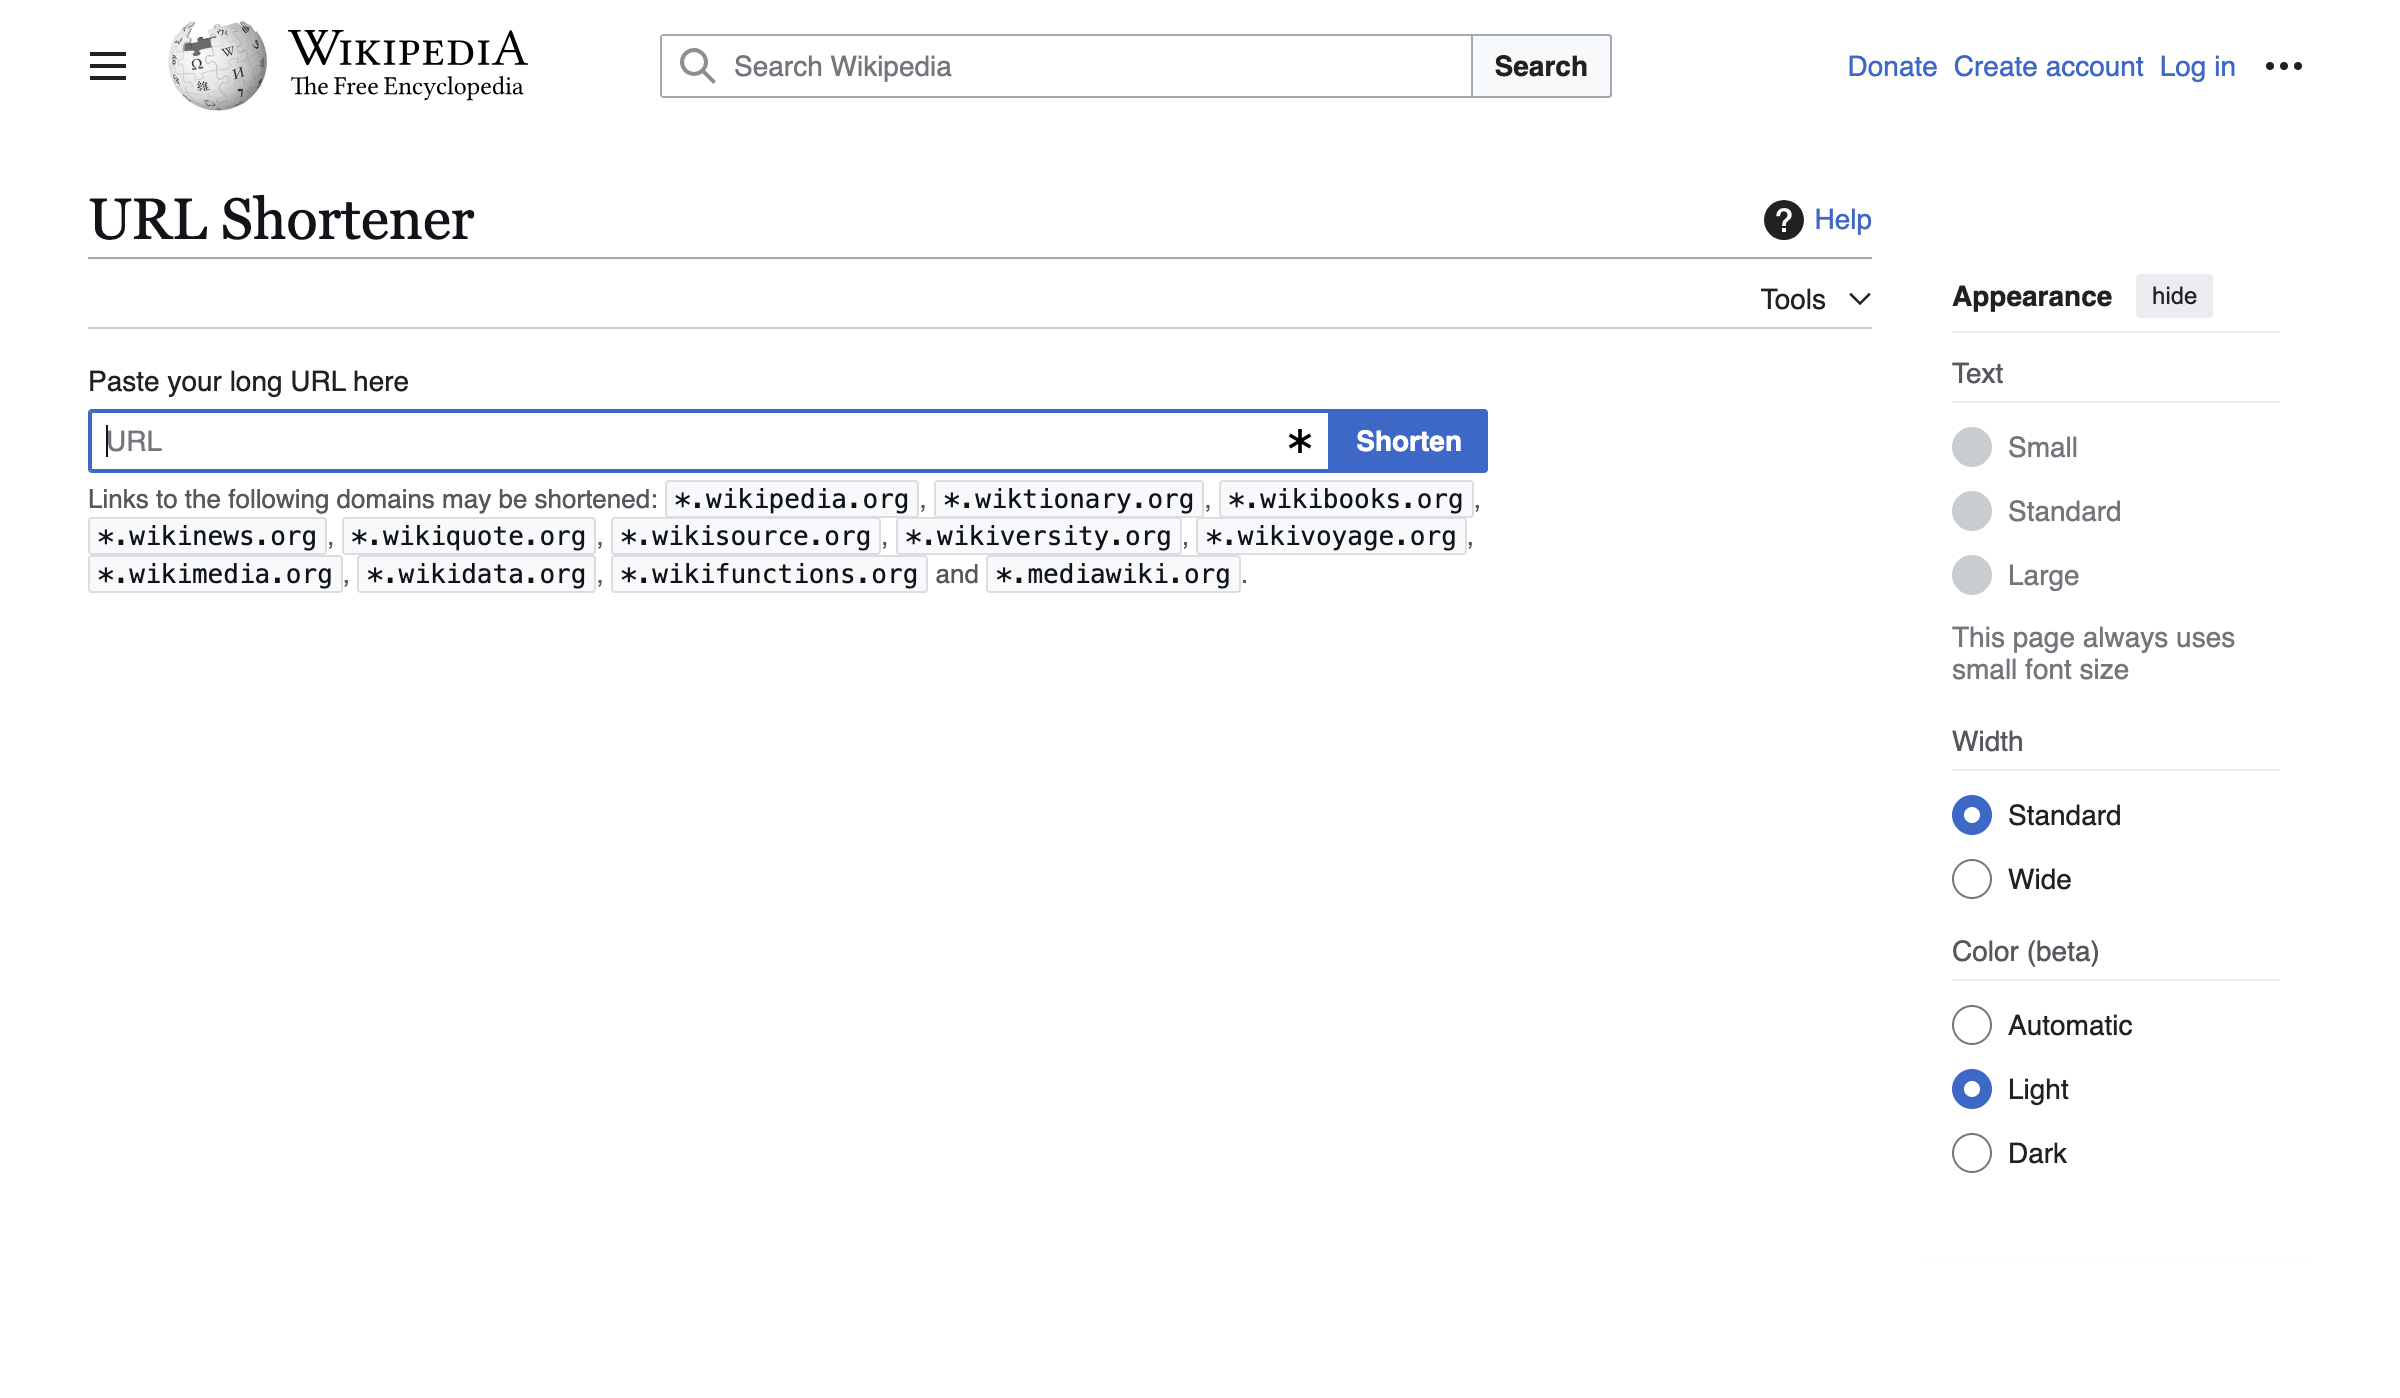 WIKIPEDIA
The Free Encyclopedia
Search Wikipedia
Search
Donate Create account Log in
URL Shortener
Help
Tools
Paste your long URL here
URL *
Shorten
Links to the following domains may be shortened: *.wikipedia.org, *.wiktionary.org, *.wikibooks.org,
*.wikinews.org, *.wikiquote.org, *.wikisource.org, *.wikiversity.org, *.wikivoyage.org,
*.wikimedia.org, *.wikidata.org, *.wikifunctions.org and *.mediawiki.org.
Appearance hide
Text
Small
Standard
Large
This page always uses
small font size
Width
Standard
Wide
Color (beta)
Automatic
Light
Dark